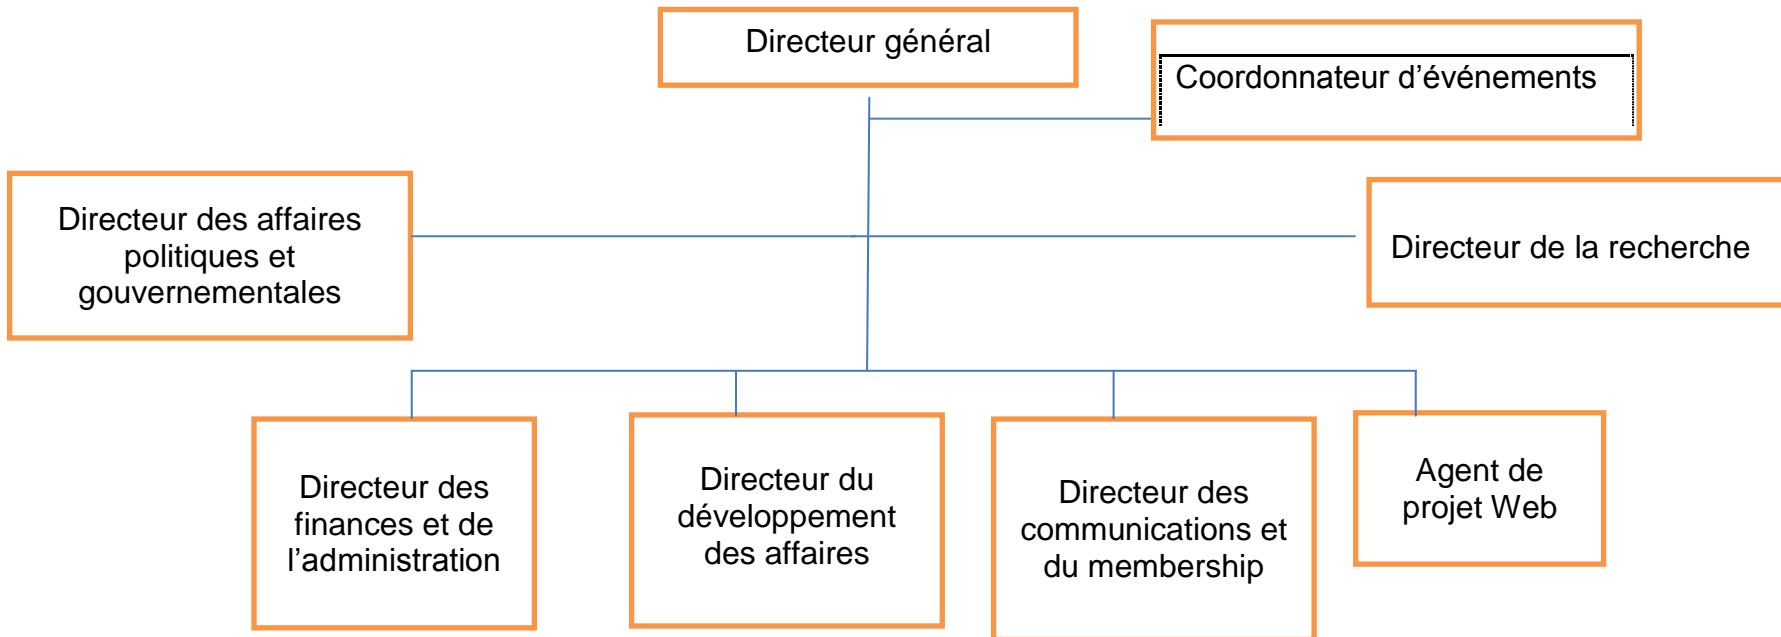 Directeur général
Coordonnateur d’événements
Directeur des affaires
politiques et
gouvernementales
Directeur de la recherche
Directeur des
finances et de
l’administration
Directeur du
développement
des affaires
Directeur des
communications et
du membership
Agent de
projet Web